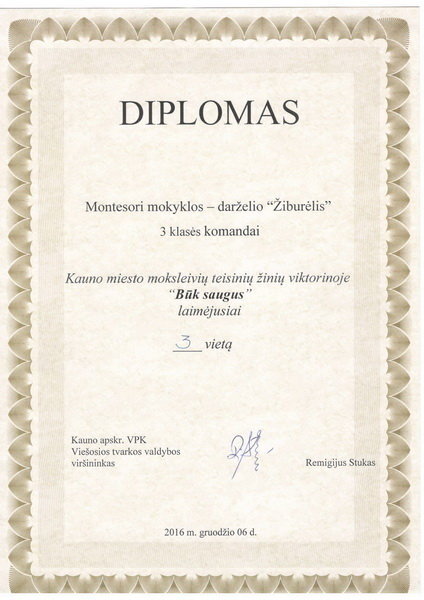 DIPLOMAS
Montesori mokyklos – darželio “Žiburėlis”
3 klasės komandai
Kauno miesto moksleivių teisinių žinių viktorinoje
“Būk saugus”
laimėjusiai
3 vietą
Kauno apskr. VPK
Viešosios tvarkos valdybos
viršininkas
Remigijus Stukas
2016 m. gruodžio 06 d.